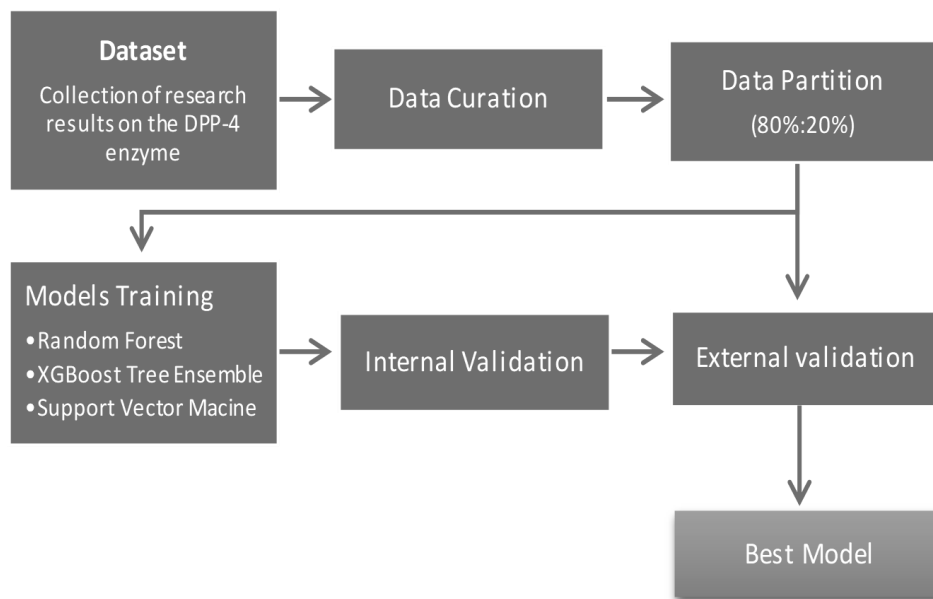 Dataset
Collection of research
results on the DPP-4
enzyme
Data Curation
Data Partition
(80%:20%)
Models Training
•Random Forest
•XGBoost Tree Ensemble
•Support Vector Macine
Internal Validation
External validation
Best Model